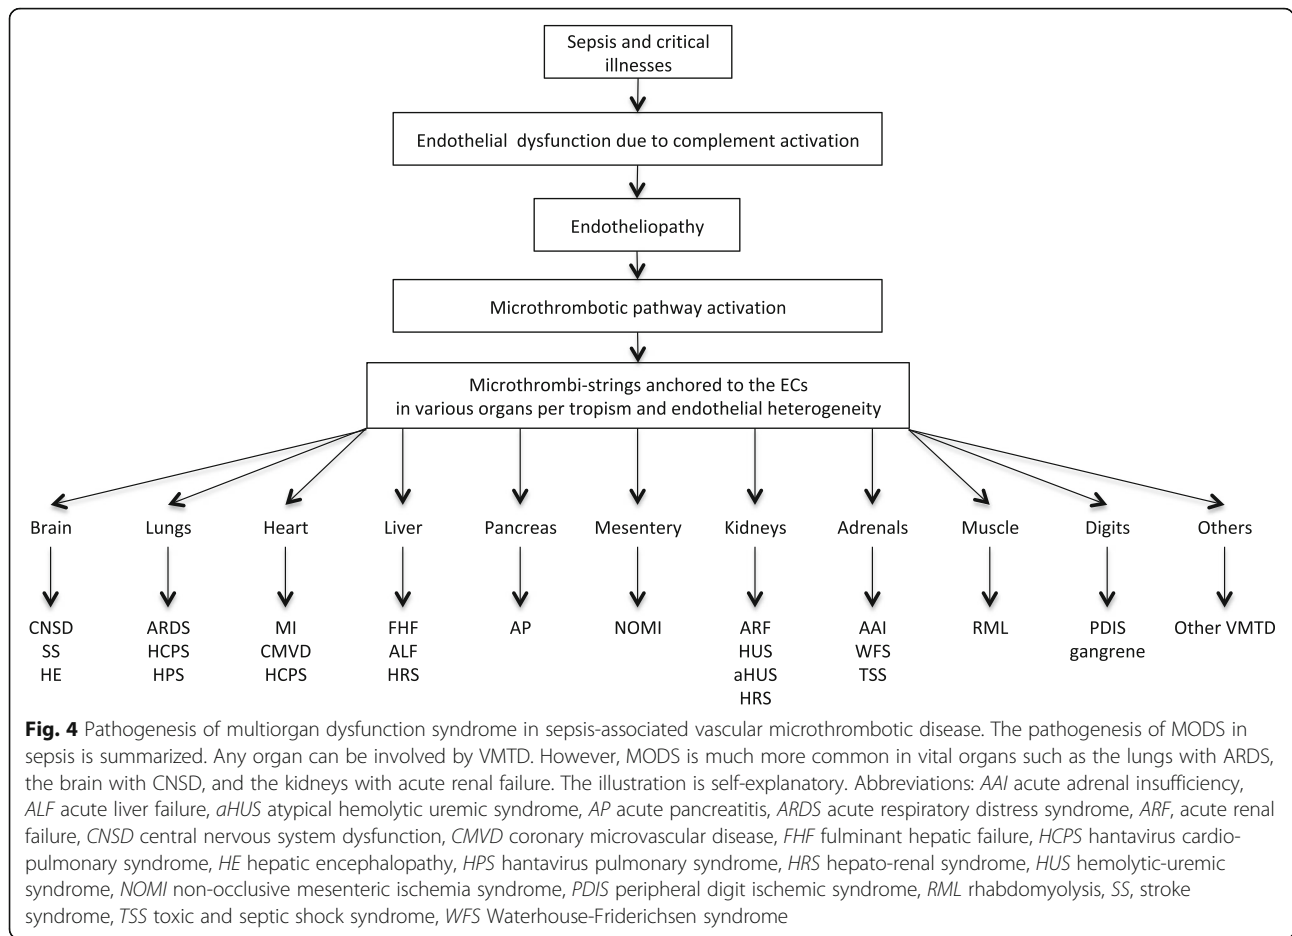 Sepsis and critical
illnesses
Endothelial dysfunction due to complement activation
Endotheliopathy
Microthrombotic pathway activation
Microthrombi-strings anchored to the ECs
in various organs per tropism and endothelial heterogeneity
Brain Lungs Heart Liver Pancreas Mesentery Kidneys Adrenals Muscle Digits Others
CNSD ARDS MI FHF AP NOMI ARF AAI RML PDIS Other VMTD
SS HCPS CMVD ALF HUS WFS gangrene
HE HPS HCPS HRS aHUS TSS
HRS
Fig. 4 Pathogenesis of multiorgan dysfunction syndrome in sepsis-associated vascular microthrombotic disease. The pathogenesis of MODS in
sepsis is summarized. Any organ can be involved by VMTD. However, MODS is much more common in vital organs such as the lungs with ARDS,
the brain with CNSD, and the kidneys with acute renal failure. The illustration is self-explanatory. Abbreviations: AAI acute adrenal insufficiency,
ALF acute liver failure, aHUS atypical hemolytic uremic syndrome, AP acute pancreatitis, ARDS acute respiratory distress syndrome, ARF, acute renal
failure, CNSD central nervous system dysfunction, CMVD coronary microvascular disease, FHF fulminant hepatic failure, HCPS hantavirus cardio-
pulmonary syndrome, HE hepatic encephalopathy, HPS hantavirus pulmonary syndrome, HRS hepato-renal syndrome, HUS hemolytic-uremic
syndrome, NOMI non-occlusive mesenteric ischemia syndrome, PDIS peripheral digit ischemic syndrome, RML rhabdomyolysis, SS, stroke
syndrome, TSS toxic and septic shock syndrome, WFS Waterhouse-Friderichsen syndrome